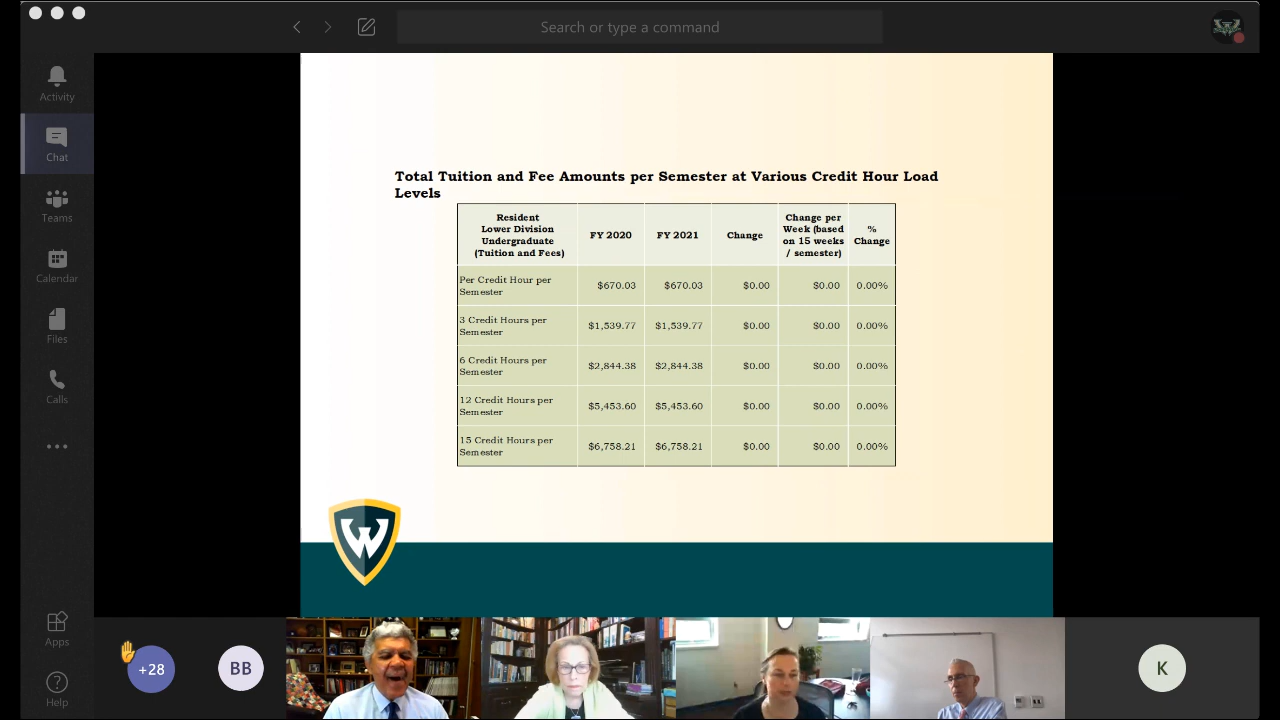 Search or type a command
Activity
Chat
Teams
Calendar
Files
Calls
Apps
Help
Total Tuition and Fee Amounts per Semester at Various Credit Hour Load
Levels
Resident
Lower Division
Undergraduate
(Tuition and Fees)
FY 2020
FY 2021
Change
Change per
Week (based
on 15 weeks
/ semester)
%
Change
Per Credit Hour per
Semester
$670.03
$670.03
$0.00
$0.00
0.00%
3 Credit Hours per
Semester
$1,539.77
$1,539.77
$0.00
$0.00
0.00%
6 Credit Hours per
Semester
$2,844.38
$2,844.38
$0.00
$0.00
0.00%
12 Credit Hours per
Semester
$5,453.60
$5,453.60
$0.00
$0.00
0.00%
15 Credit Hours per
Semester
$6,758.21
$6,758.21
$0.00
$0.00
0.00%
W
+28
BB
K